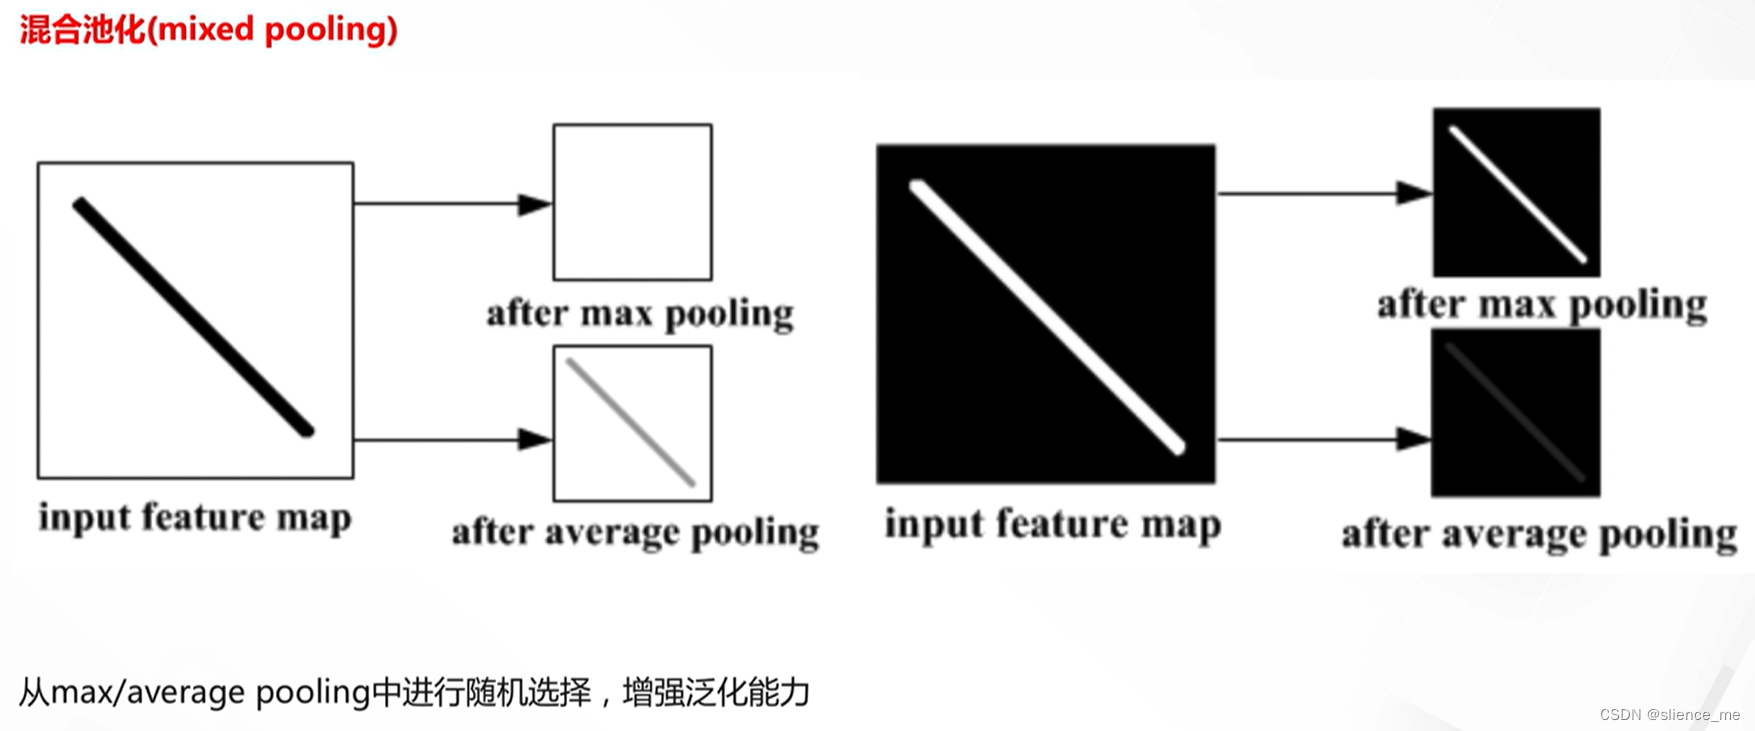 混合池化(mixed pooling)
after max pooling
input feature map
after average pooling
after max pooling
input feature map
after average pooling
从max/average pooling中进行随机选择，增强泛化能力
CSDN @slience_me